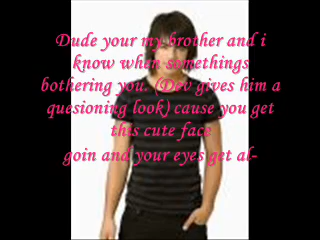 Dude your my brother and i
know when somethings
bothering you. (Dev gives him a
quesioning look) cause you get
this cute face
goin and your eyes get al-